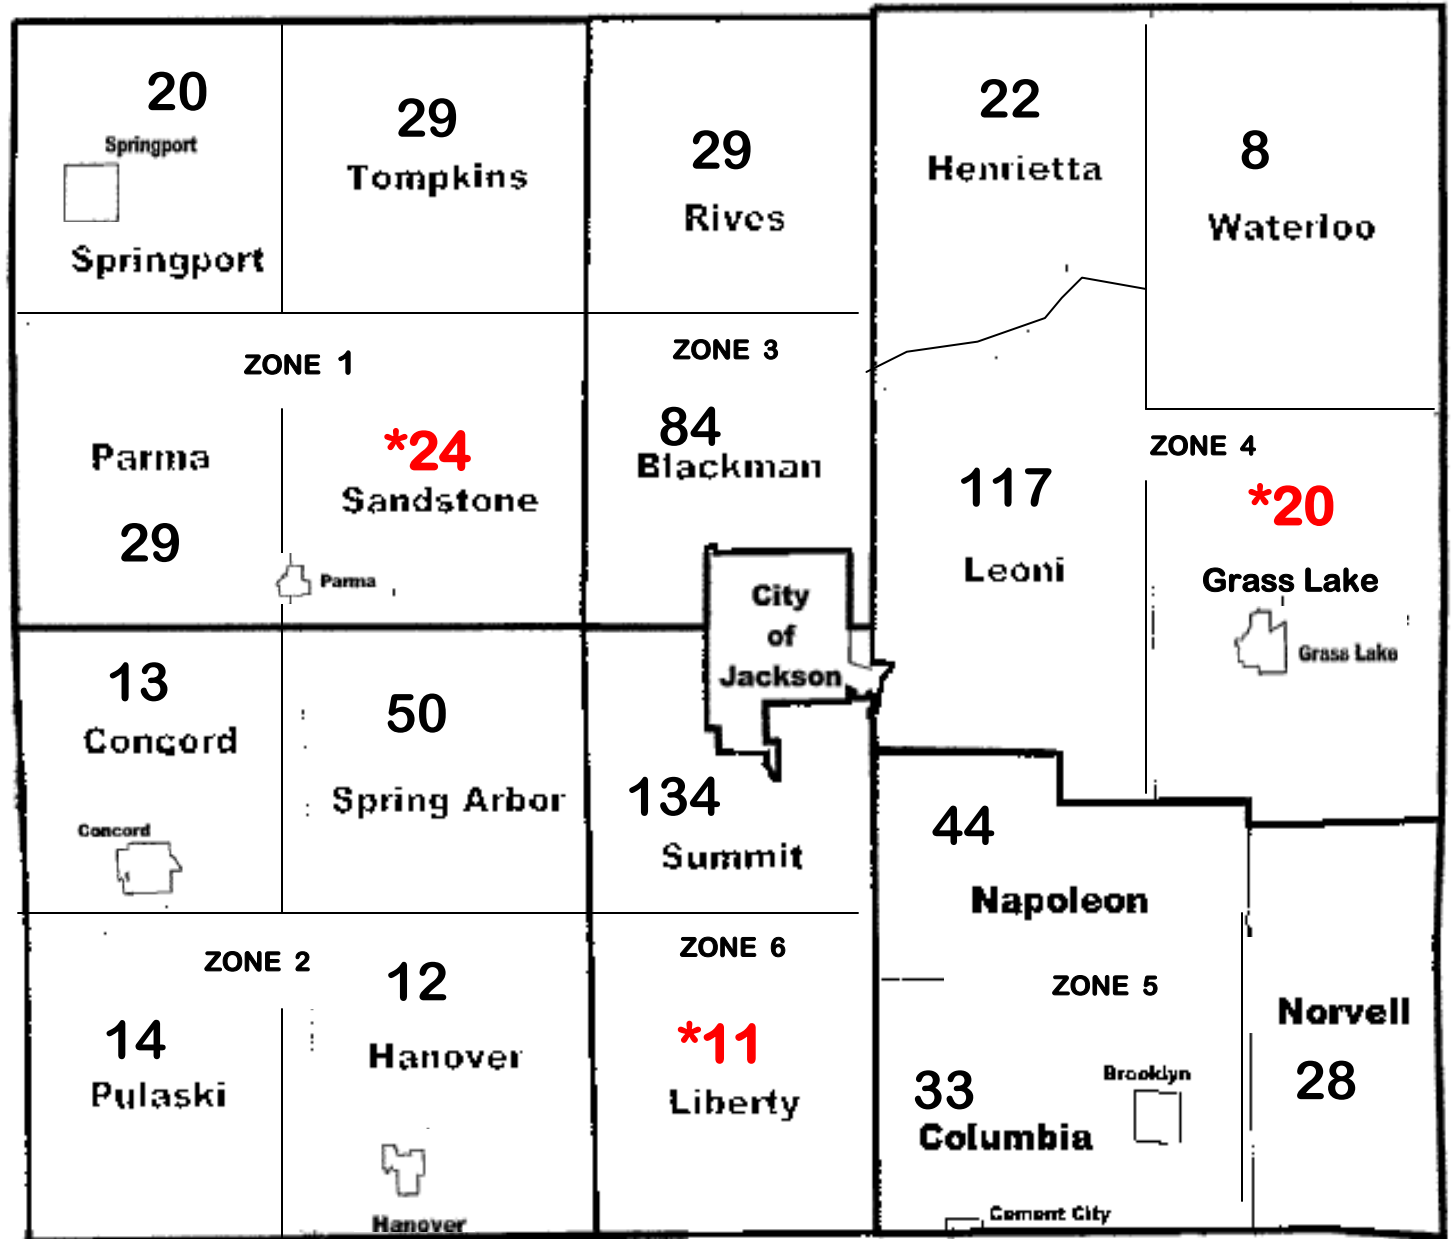 20
Springport
Springport
29
Tompkins
29
Rives
22
Henrietta
8
Waterloo
ZONE 1
Parma
29
*24
Sandstone
Parma
ZONE 3
84
Blackman
City
of
Jackson
117
Leoni
ZONE 4
*20
Grass Lake
Grass Lake
13
Concord
Concord
50
Spring Arbor
134
Summit
44
Napoleon
ZONE 2
14
Pulaski
12
Hanover
Hanover
ZONE 6
*11
Liberty
ZONE 5
33
Columbia
Brooklyn
Cement City
Norvell
28